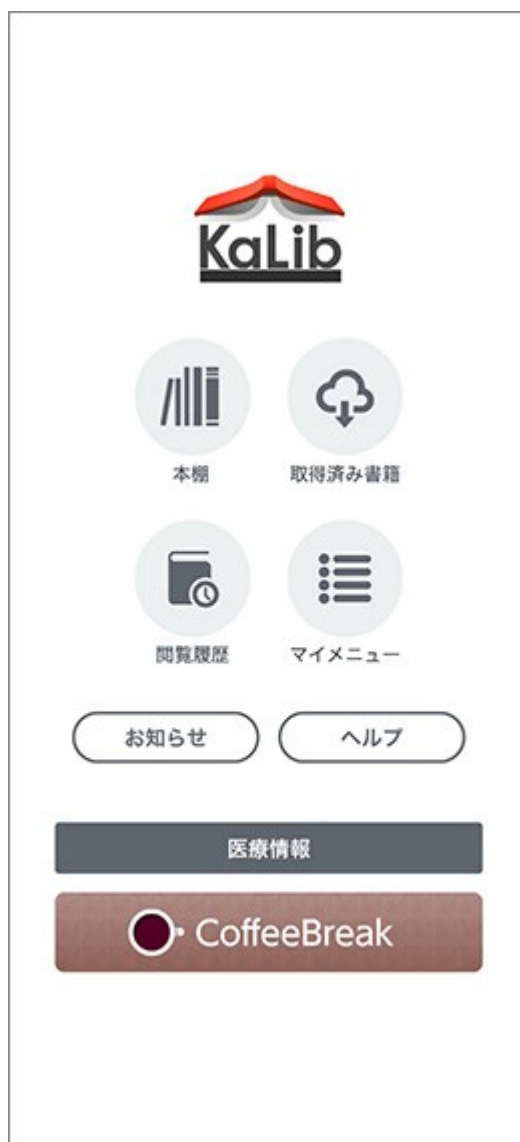 KaLib
本棚
取得済み書籍
閲覧履歴
マイメニュー
お知らせ
ヘルプ
医療情報
CoffeeBreak